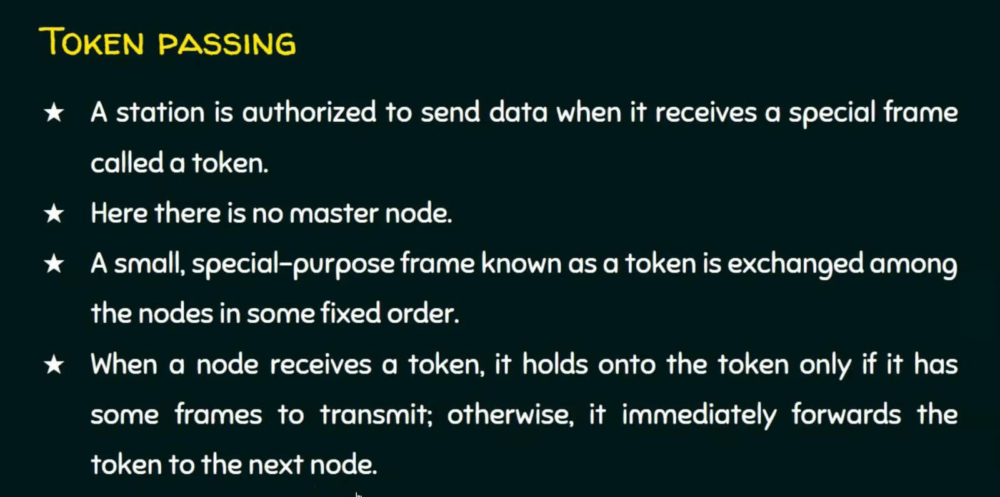 TOKEN PASSING
★ A station is authorized to send data when it receives a special frame
called a token.
★ Here there is no master node.
★ A small, special-purpose frame known as a token is exchanged among
the nodes in some fixed order.
★ When a node receives a token, it holds onto the token only if it has
some frames to transmit; otherwise, it immediately forwards the
token to the next node.